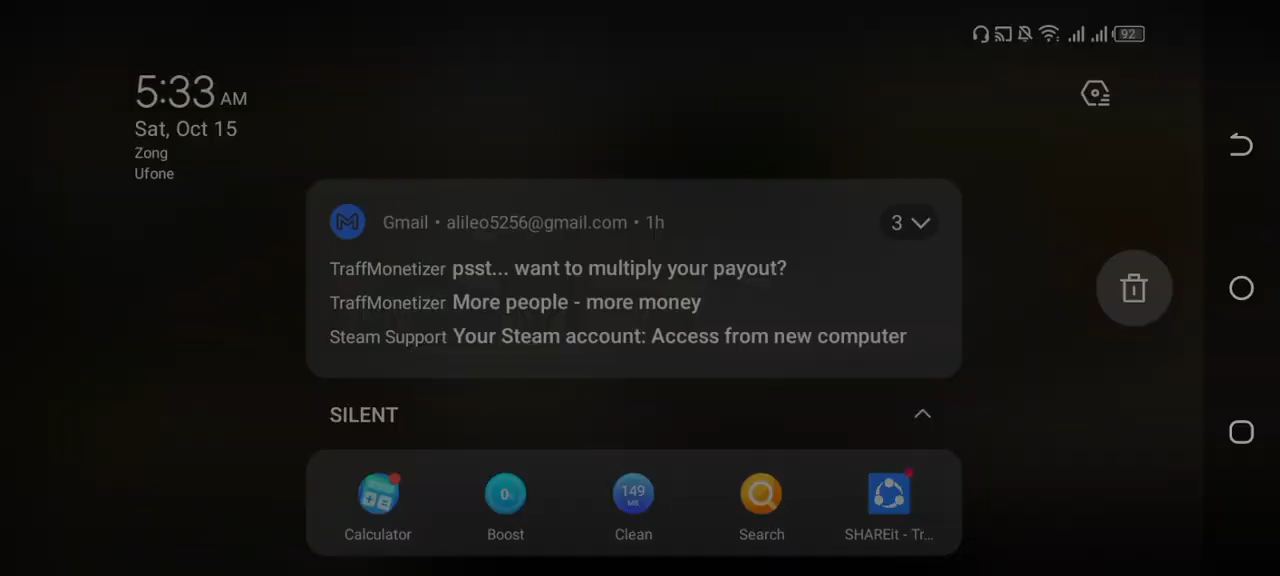 92
5:33 AM
Sat, Oct 15
Zong
Ufone
Gmail • alileo5256@gmail.com • 1h
3
TraffMonetizer psst... want to multiply your payout?
TraffMonetizer More people - more money
Steam Support Your Steam account: Access from new computer
SILENT
0%
149
MB
Calculator
Boost
Clean
Search
SHAREit - Tr...